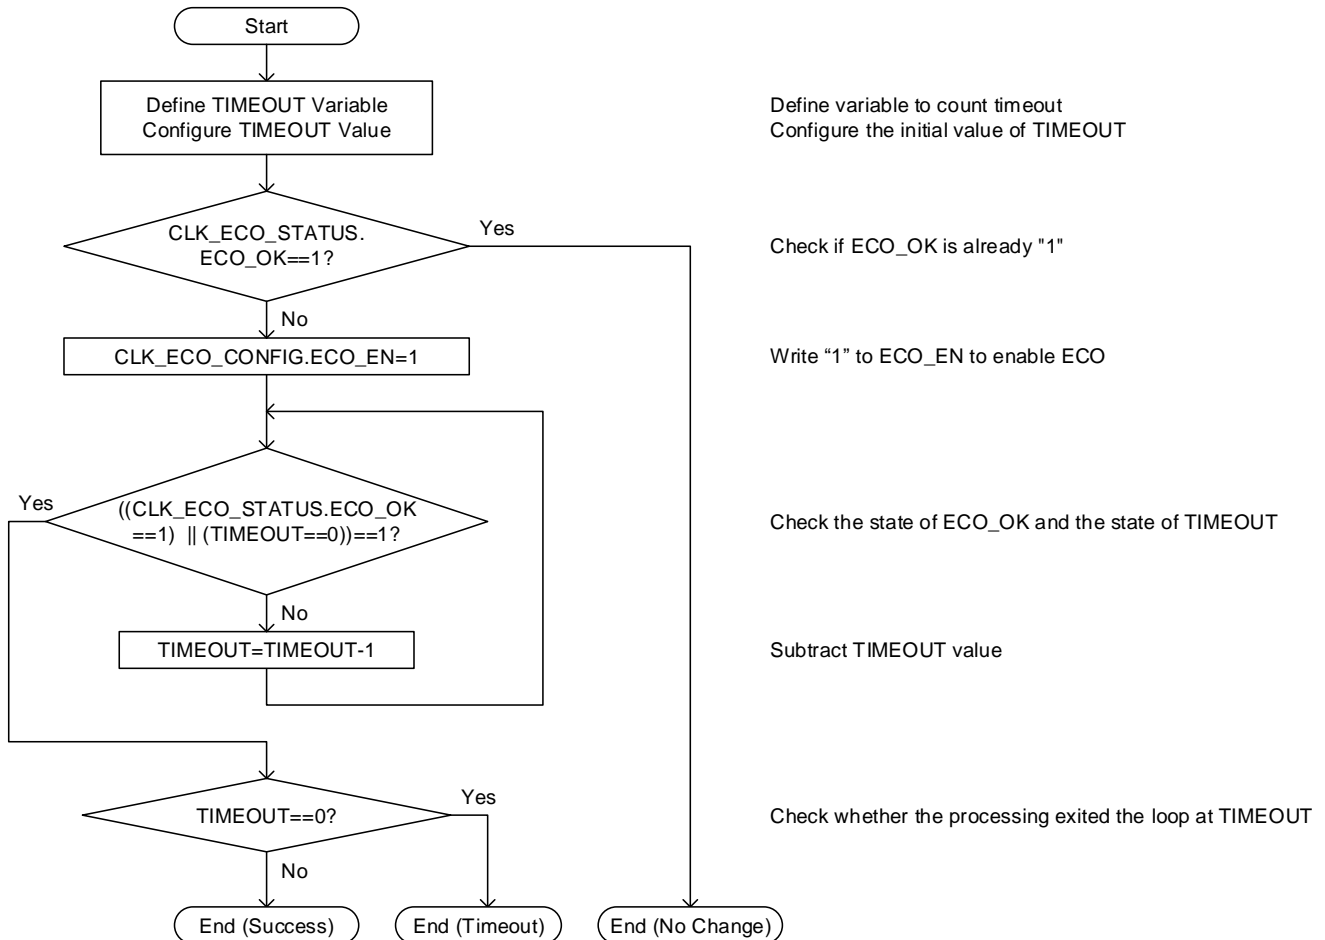 Start
Define TIMEOUT Variable
Configure TIMEOUT Value
Define variable to count timeout
Configure the initial value of TIMEOUT
CLK_ECO_STATUS.
ECO_OK==1?
Yes
Check if ECO_OK is already "1"
No
CLK_ECO_CONFIG.ECO_EN=1
Write “1” to ECO_EN to enable ECO
Yes
((CLK_ECO_STATUS.ECO_OK
==1) || (TIMEOUT==0))==1?
Check the state of ECO_OK and the state of TIMEOUT
No
TIMEOUT=TIMEOUT-1
Subtract TIMEOUT value
TIMEOUT==0?
Yes
Check whether the processing exited the loop at TIMEOUT
No
End (Success)
End (Timeout)
End (No Change)